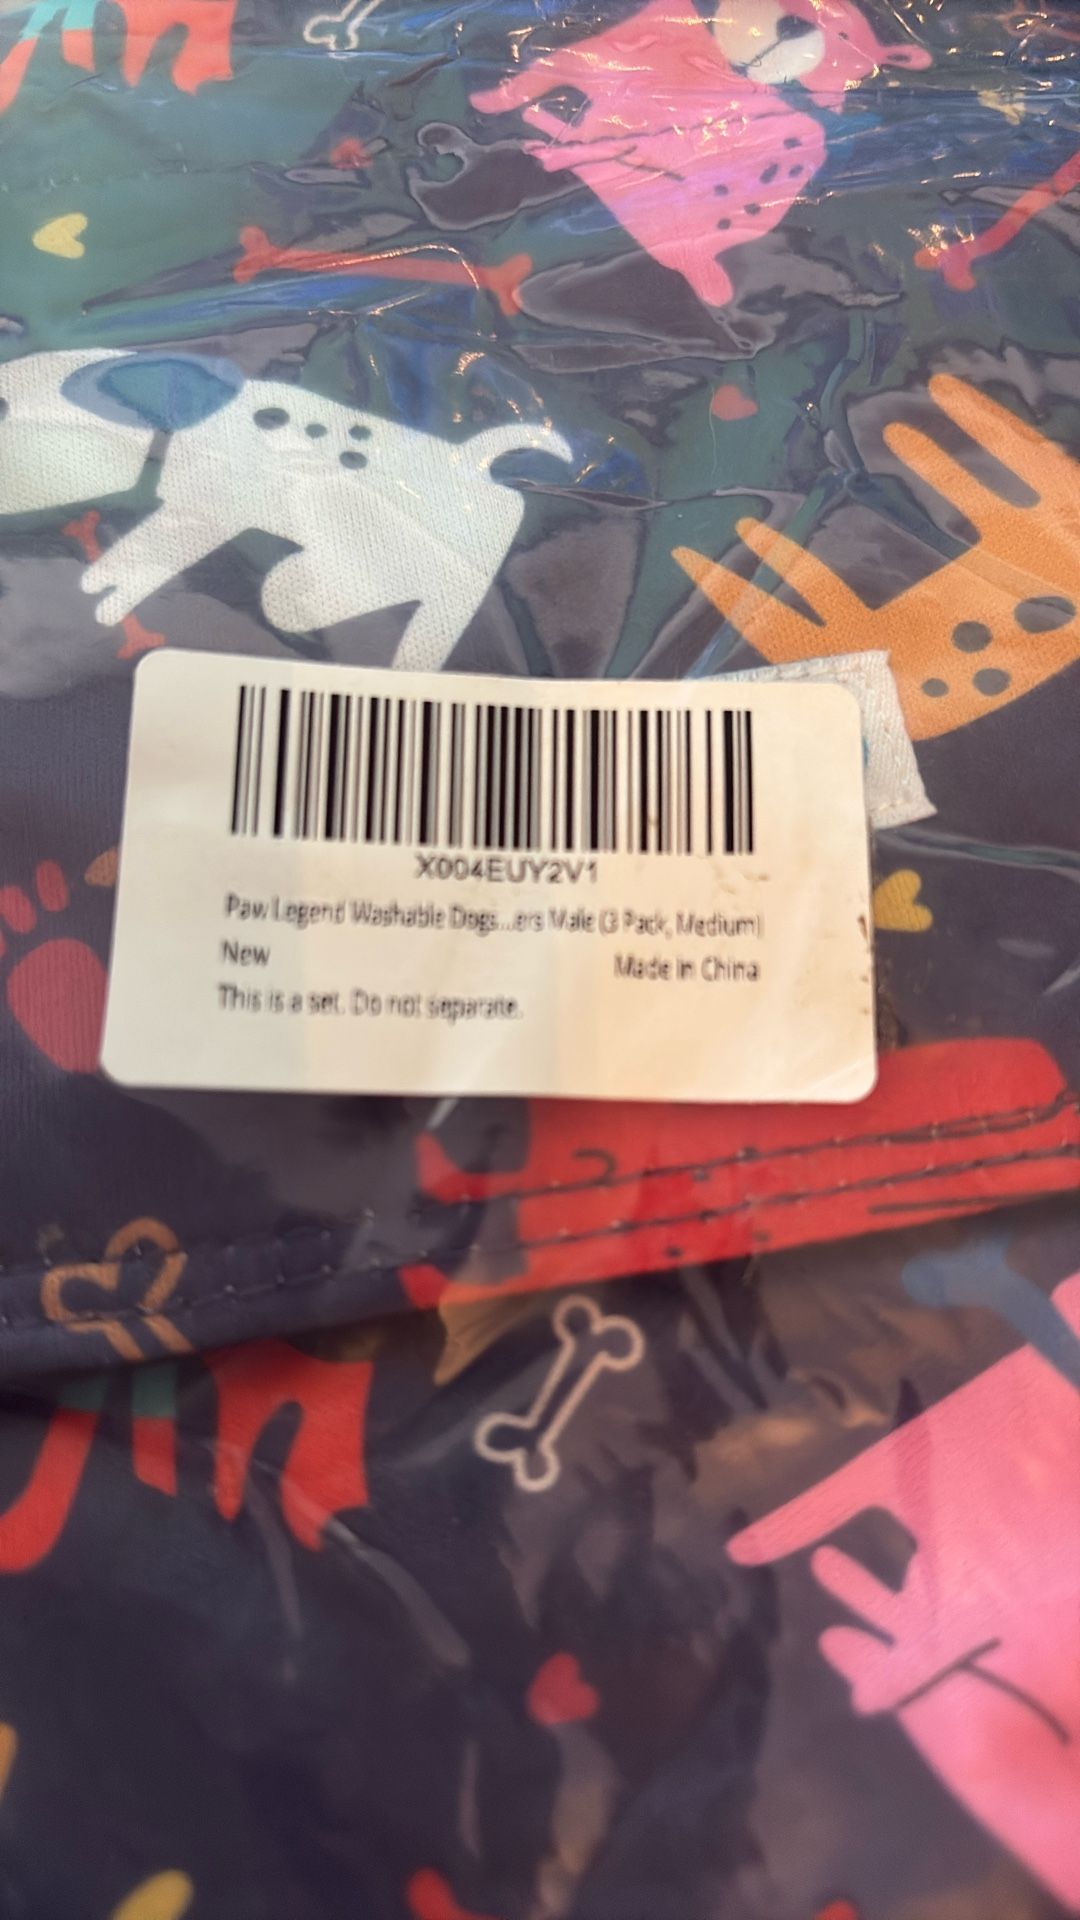 X004EUY2V1
Paw Legend Washable Dogs...ers Male (3 Pack, Medium)
New
Made in China
This is a set. Do not separate.